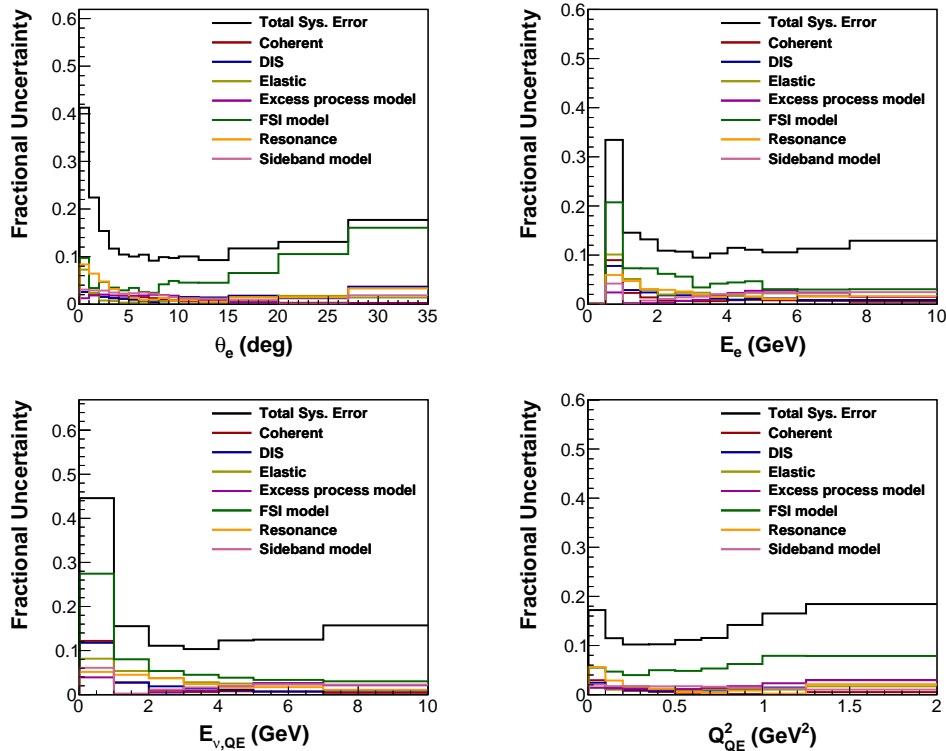 Fractional Uncertainty
0.6
0.5
0.4
0.3
0.2
0.1
0
Total Sys. Error
Coherent
DIS
Elastic
Excess process model
FSI model
Resonance
Sideband model
0 5 10 15 20 25 30 35
θe (deg)
Fractional Uncertainty
0.6
0.5
0.4
0.3
0.2
0.1
0
Total Sys. Error
Coherent
DIS
Elastic
Excess process model
FSI model
Resonance
Sideband model
0 2 4 6 8 10
Ee (GeV)
Fractional Uncertainty
0.6
0.5
0.4
0.3
0.2
0.1
0
Total Sys. Error
Coherent
DIS
Elastic
Excess process model
FSI model
Resonance
Sideband model
0 2 4 6 8 10
Eν,QE (GeV)
Fractional Uncertainty
0.6
0.5
0.4
0.3
0.2
0.1
0
Total Sys. Error
Coherent
DIS
Elastic
Excess process model
FSI model
Resonance
Sideband model
0 0.5 1 1.5 2
Q²QE (GeV²)